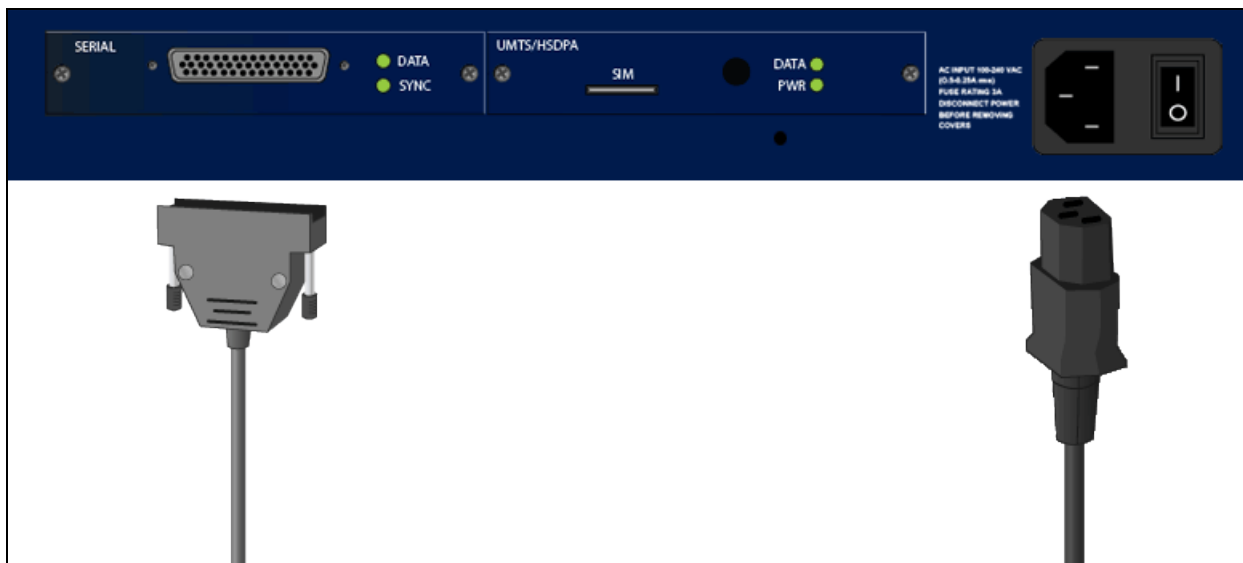 SERIAL
DATA
SYNC
UMTS/HSDPA
SIM
DATA
PWR
AC INPUT 100-240 VAC
FUSE RATING 3A
DISCONNECT POWER
BEFORE REMOVING
COVERS